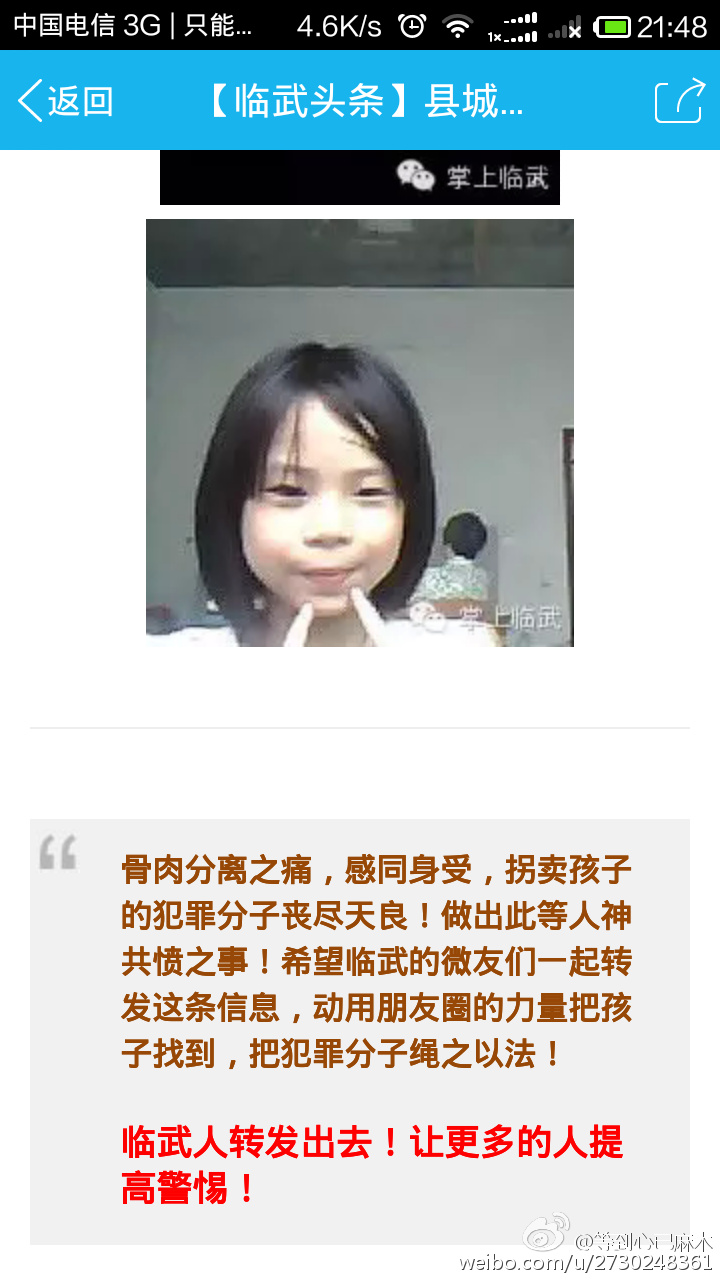 中国电信 3G | 只能... 4.6K/s 21:48
返回 【临武头条】县城...
掌上临武
掌上临武
骨肉分离之痛，感同身受，拐卖孩子
的犯罪分子丧尽天良！做出此等人神
共愤之事！希望临武的微友们一起转
发这条信息，动用朋友圈的力量把孩
子找到，把犯罪分子绳之以法！
临武人转发出去！让更多的人提
高警惕！
@等到心已麻木
weibo.com/u/2730248361